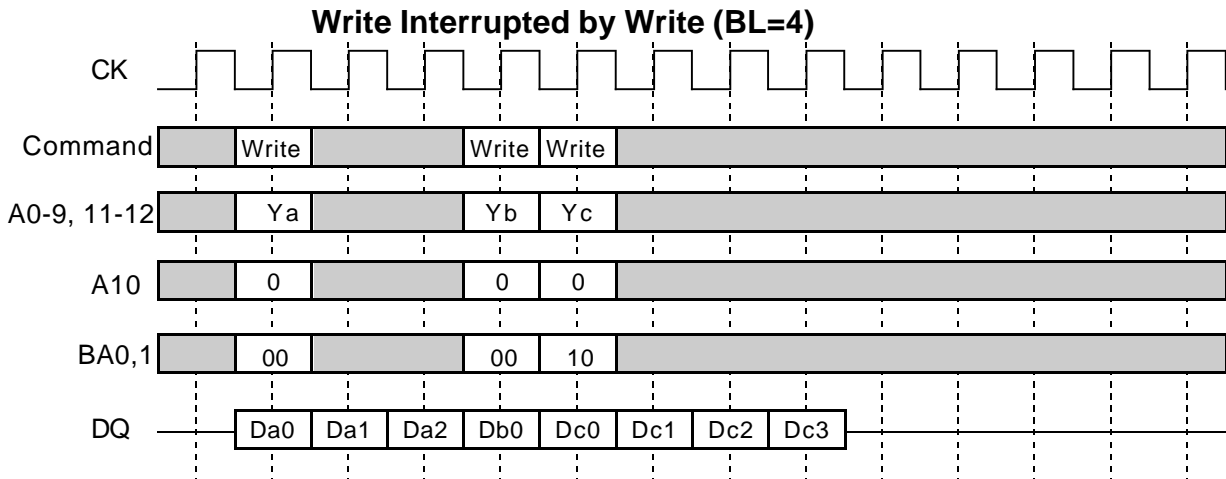 Write Interrupted by Write (BL=4)
CK
Command Write Write Write
A0-9, 11-12 Ya Yb Yc
A10 0 0 0
BA0,1 00 00 10
DQ Da0 Da1 Da2 Db0 Dc0 Dc1 Dc2 Dc3